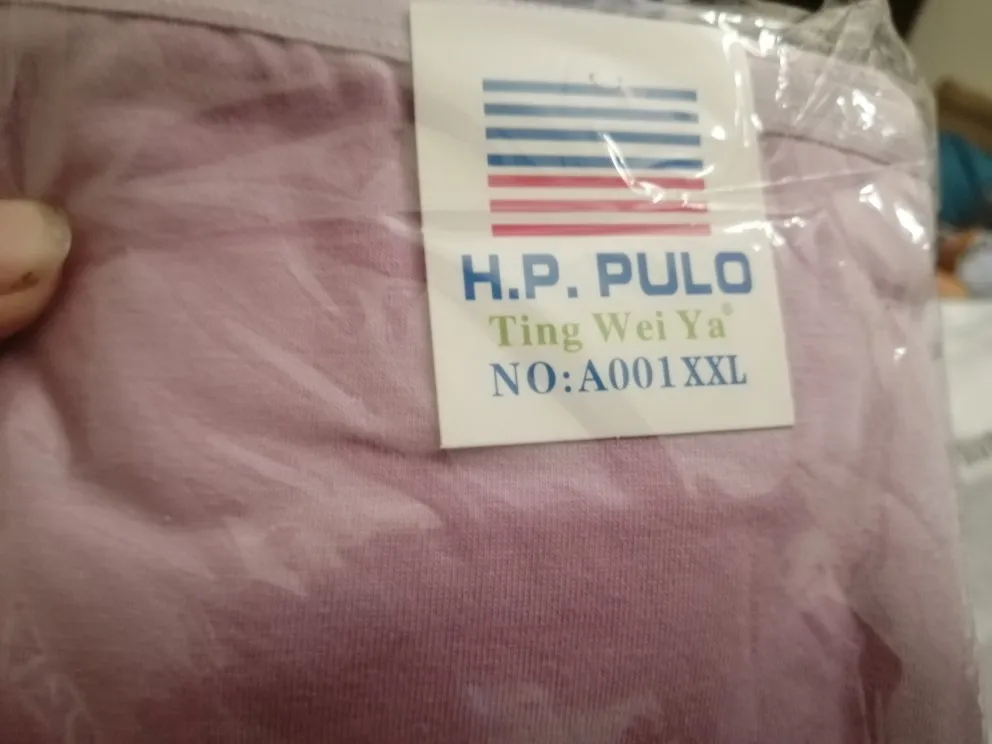 H.P. PULO
Ting Wei Ya®
NO:A001XXL